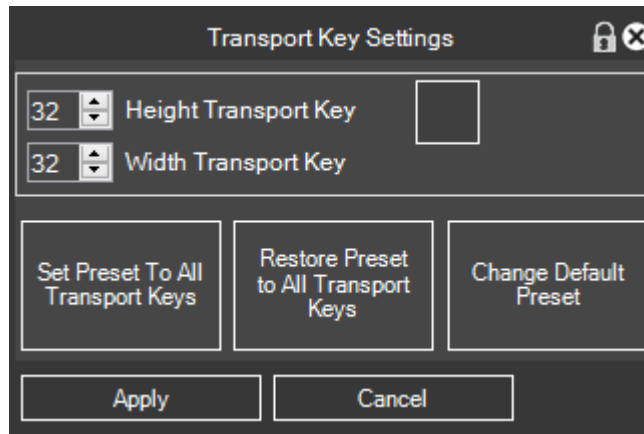 Transport Key Settings
32 Height Transport Key
32 Width Transport Key
Set Preset To All
Transport Keys
Restore Preset
to All Transport
Keys
Change Default
Preset
Apply
Cancel